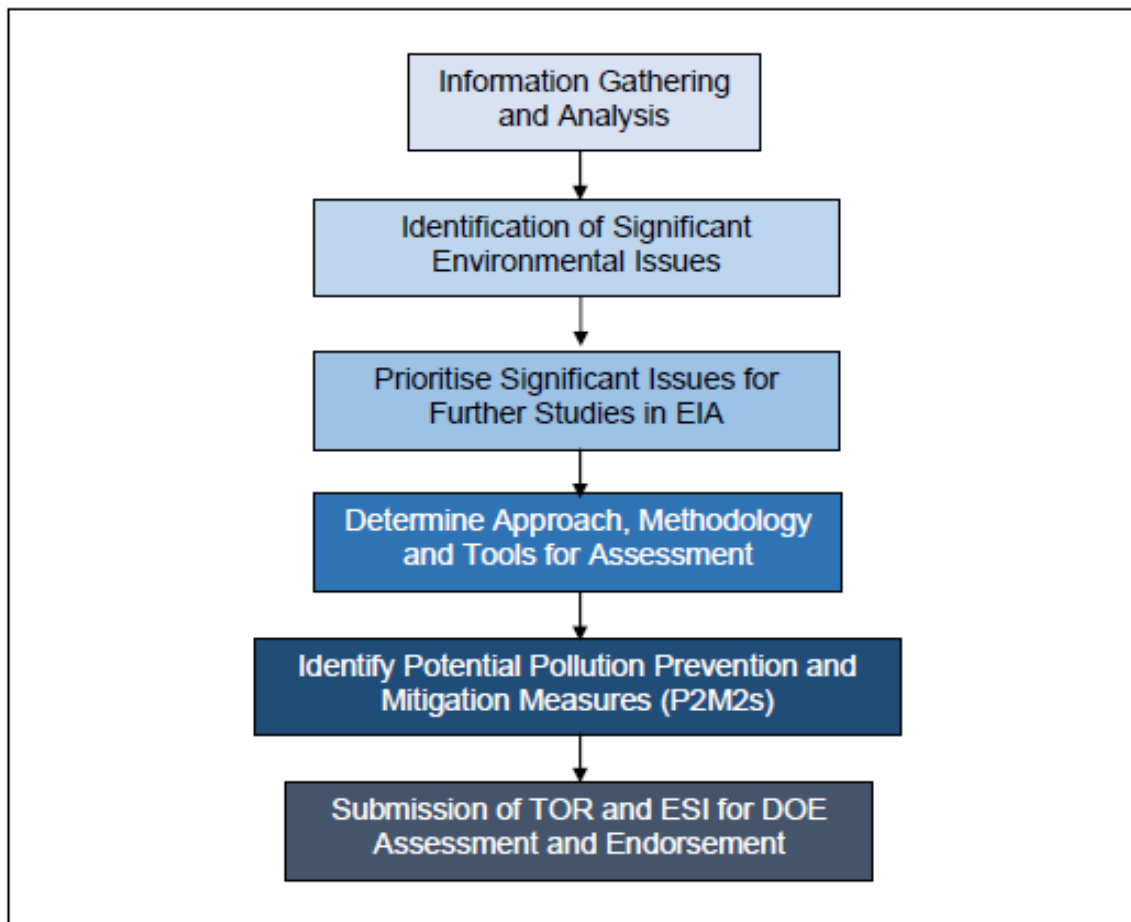 Information Gathering
and Analysis
Identification of Significant
Environmental Issues
Prioritise Significant Issues for
Further Studies in EIA
Determine Approach, Methodology
and Tools for Assessment
Identify Potential Pollution Prevention and
Mitigation Measures (P2M2s)
Submission of TOR and ESI for DOE
Assessment and Endorsement